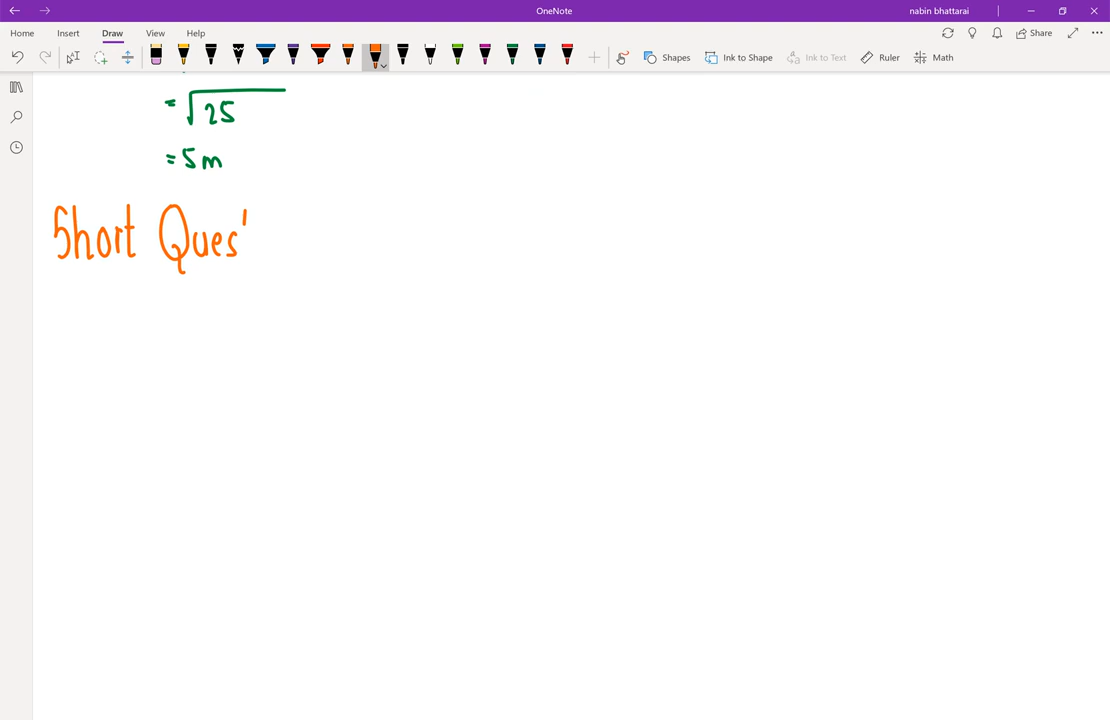 OneNote
nabin bhattarai
Home Insert Draw View Help
Share
Shapes
Ink to Shape
Ink to Text
Ruler
Math
= √25
= 5 m
Short Ques'